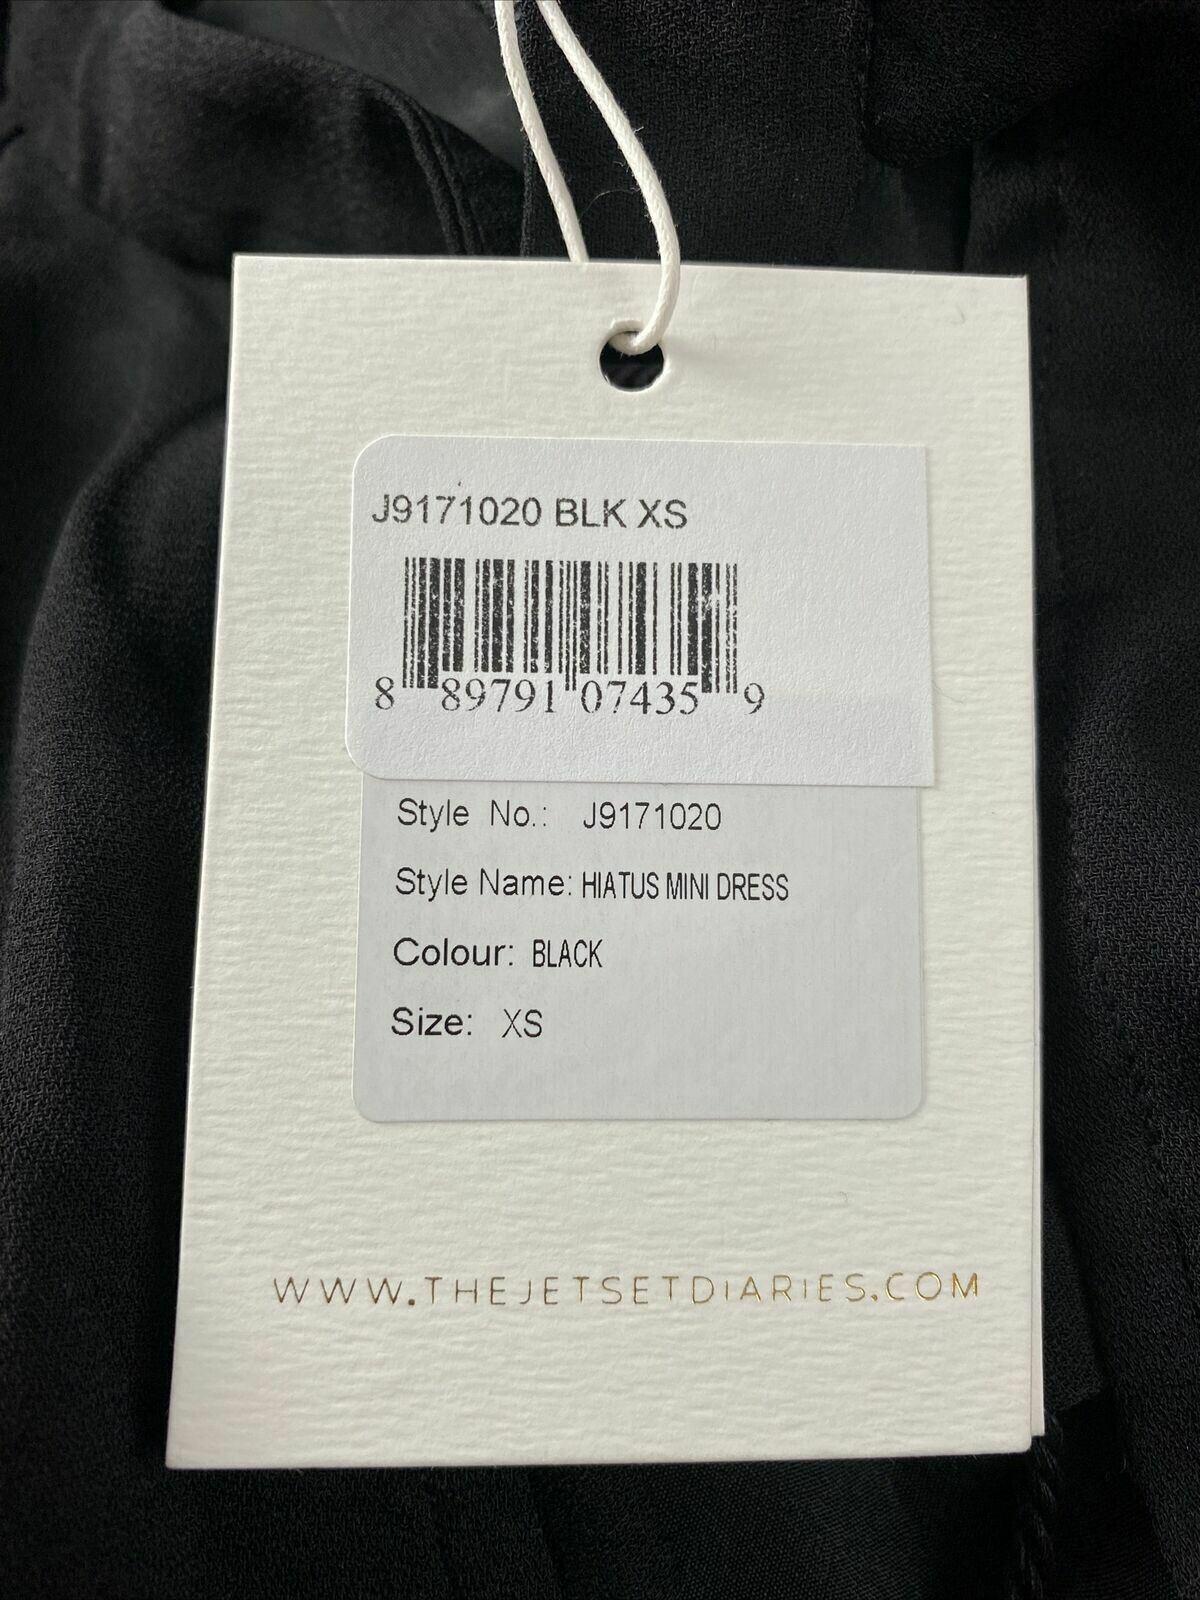 J9171020 BLK XS
8 89791 07435 9
Style No.: J9171020
Style Name: HIATUS MINI DRESS
Colour: BLACK
Size: XS
WWW.THEJETSETDIARIES.COM